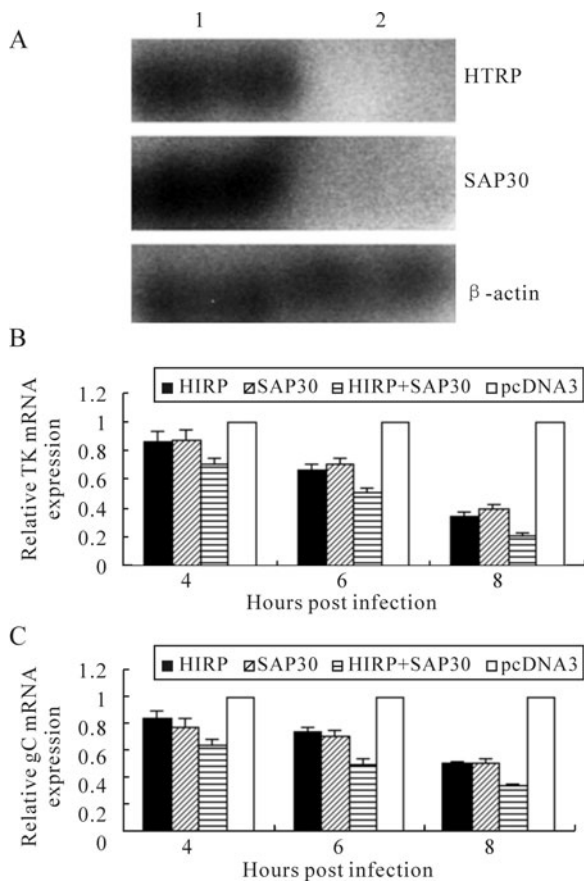 1 2
A
HTRP
SAP30
β-actin
B
HIRP SAP30 HIRP+SAP30 pcDNA3
Relative TK mRNA
expression
1.2
1
0.8
0.6
0.4
0.2
0
4 6 8
Hours post infection
C
HIRP SAP30 HIRP+SAP30 pcDNA3
Relative gC mRNA
expression
1.2
1
0.8
0.6
0.4
0.2
0
4 6 8
Hours post infection